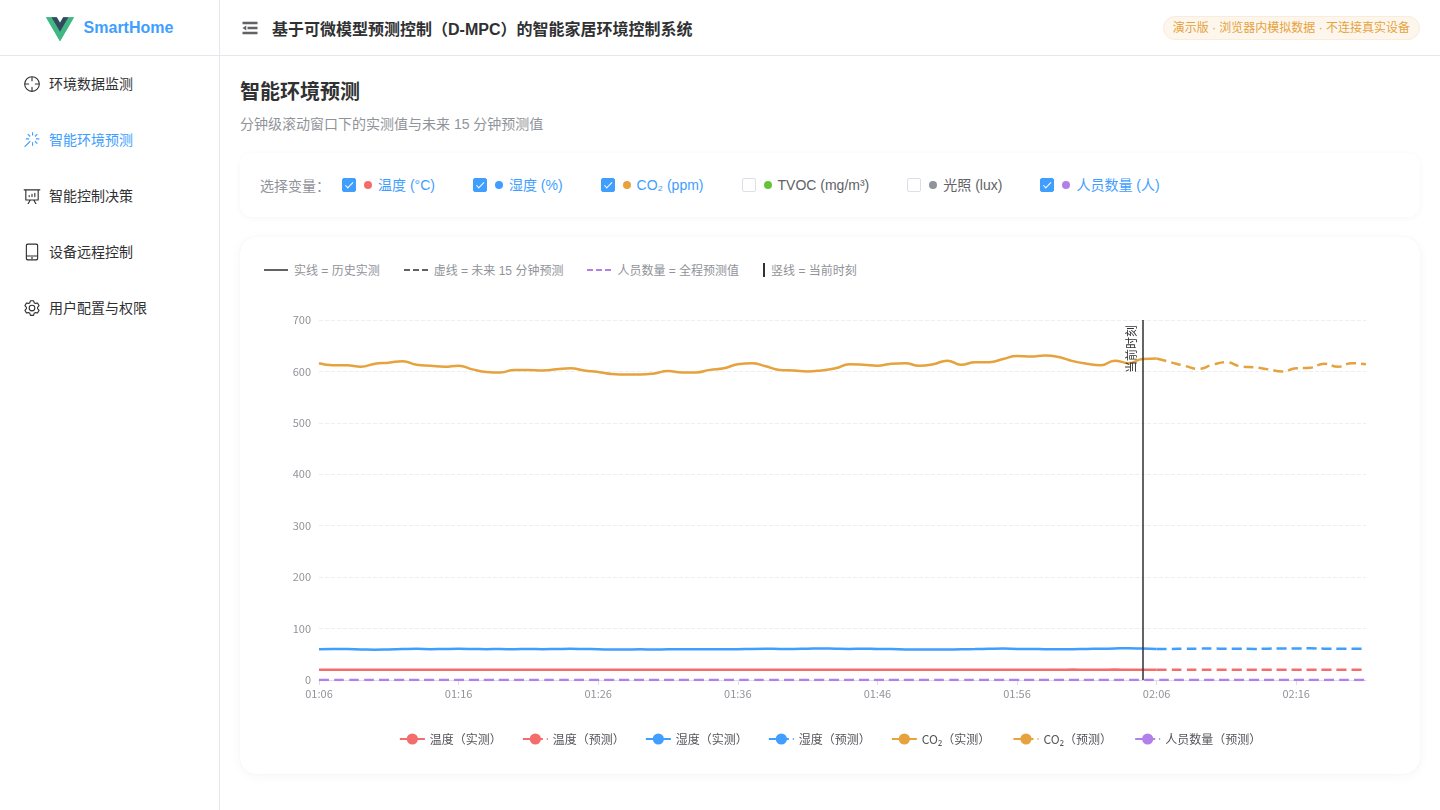 SmartHome
基于可微模型预测控制（D-MPC）的智能家居环境控制系统
演示版 · 浏览器内模拟数据 · 不连接真实设备
环境数据监测
智能环境预测
智能控制决策
设备远程控制
用户配置与权限
智能环境预测
分钟级滚动窗口下的实测值与未来 15 分钟预测值
选择变量： 温度 (°C) 湿度 (%) CO₂ (ppm) TVOC (mg/m³) 光照 (lux) 人员数量 (人)
实线 = 历史实测 虚线 = 未来 15 分钟预测 人员数量 = 全程预测值 竖线 = 当前时刻
当前时刻
700
600
500
400
300
200
100
0
01:06 01:16 01:26 01:36 01:46 01:56 02:06 02:16
温度（实测） 温度（预测） 湿度（实测） 湿度（预测） CO₂（实测） CO₂（预测） 人员数量（预测）